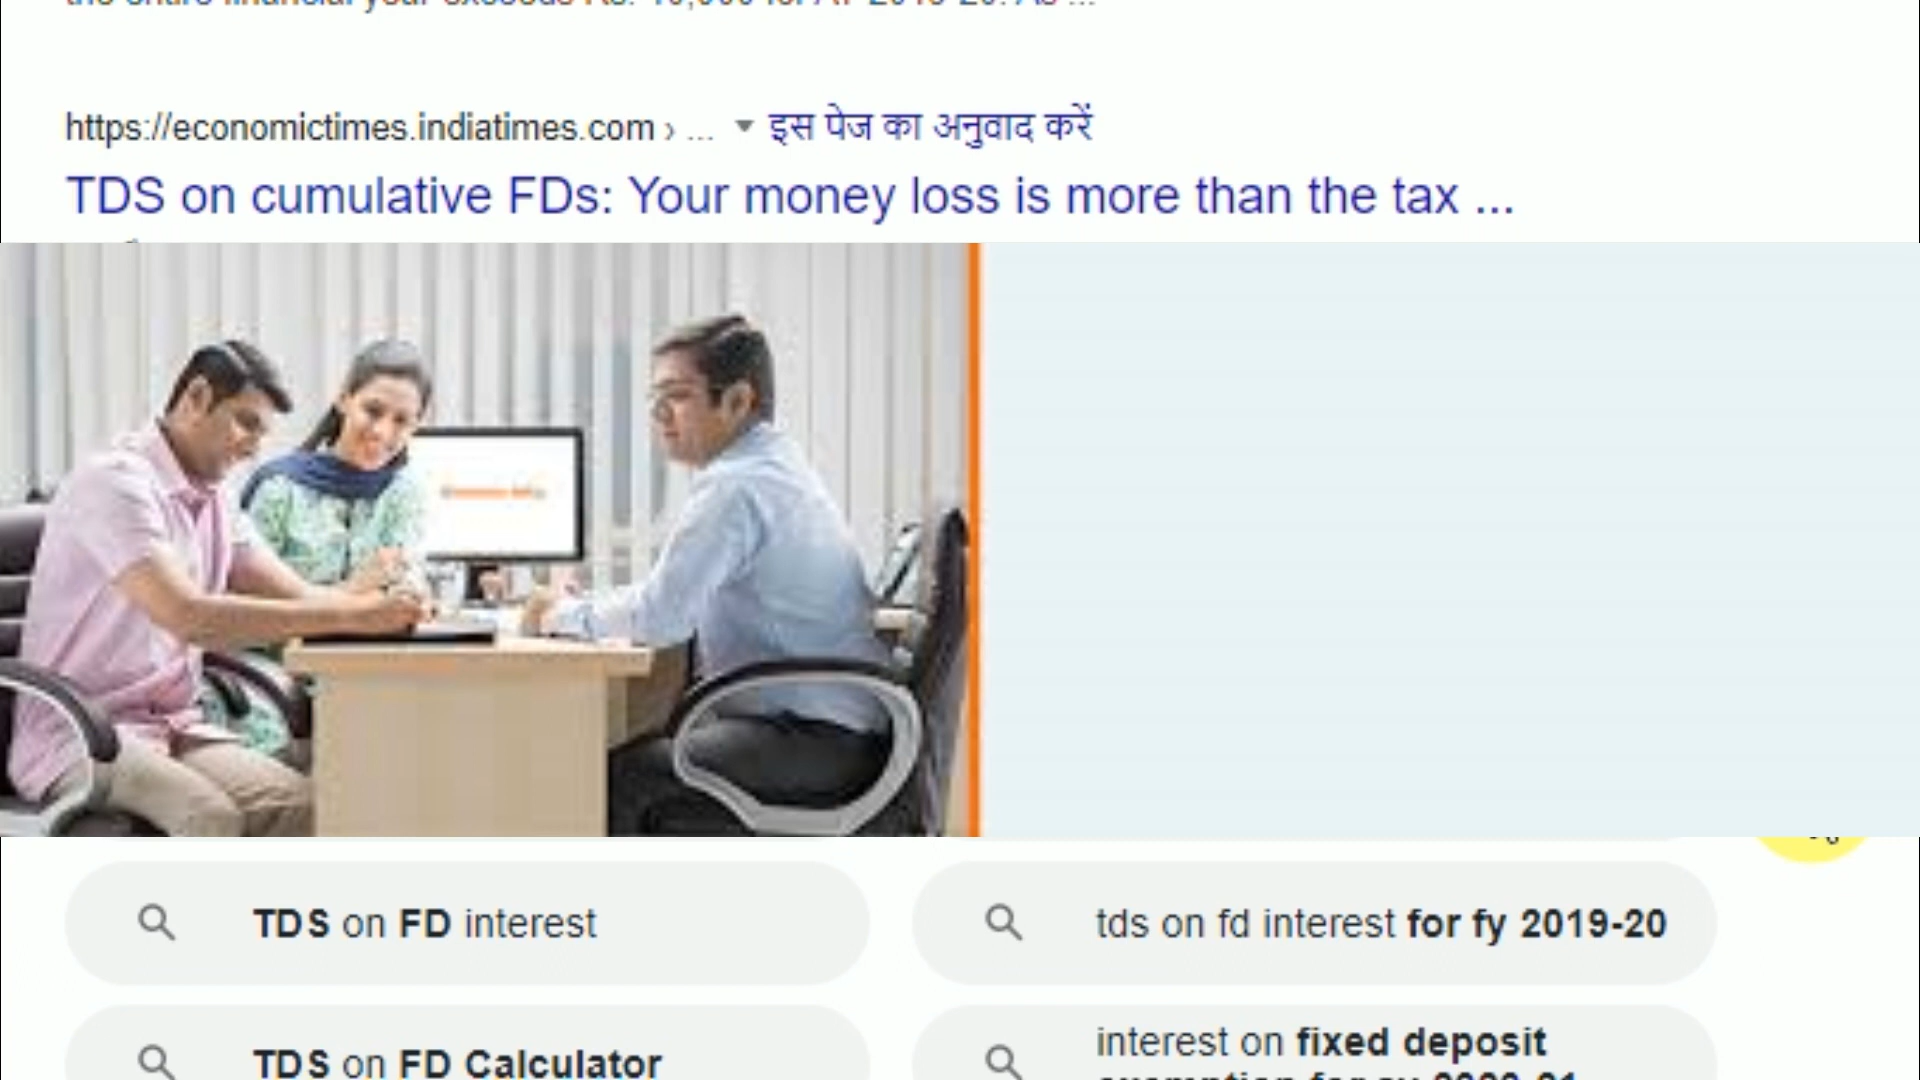 https://economictimes.indiatimes.com › ... ▼ इस पेज का अनुवाद करें
TDS on cumulative FDs: Your money loss is more than the tax ...
TDS on FD interest
tds on fd interest for fy 2019-20
TDS on FD Calculator
interest on fixed deposit